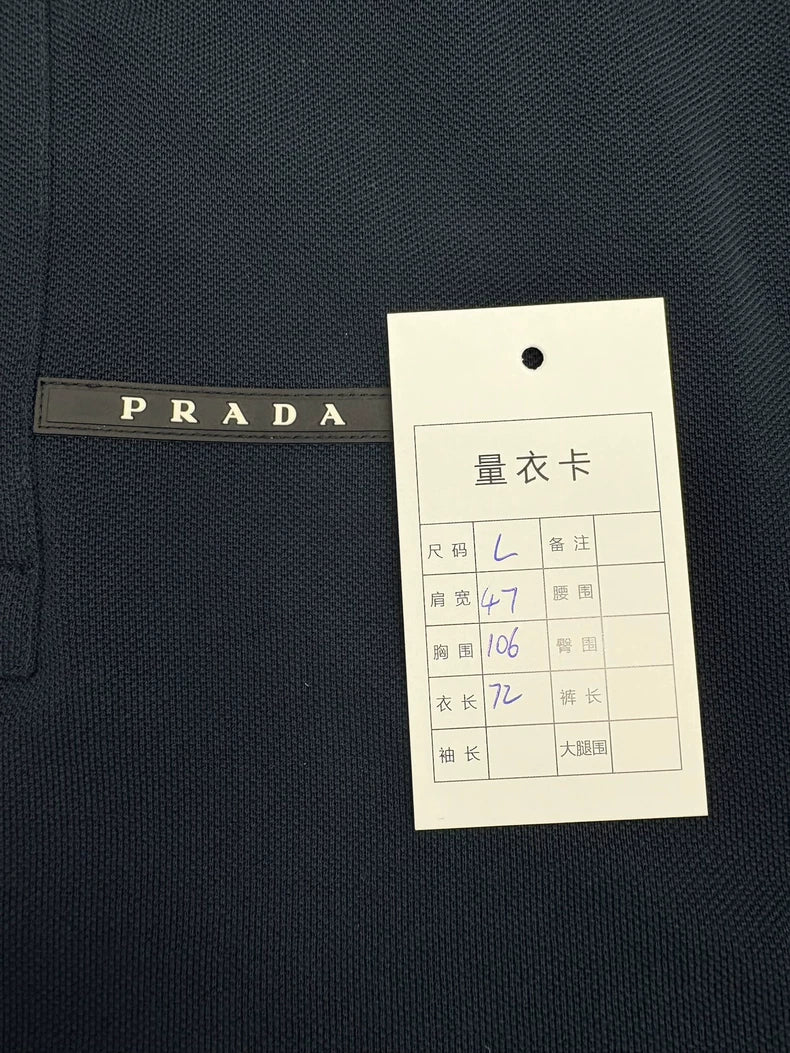 PRADA
量衣卡
尺码 L 备注
肩宽 47 腰围
胸围 106 臀围
衣长 72 裤长
袖长 大腿围